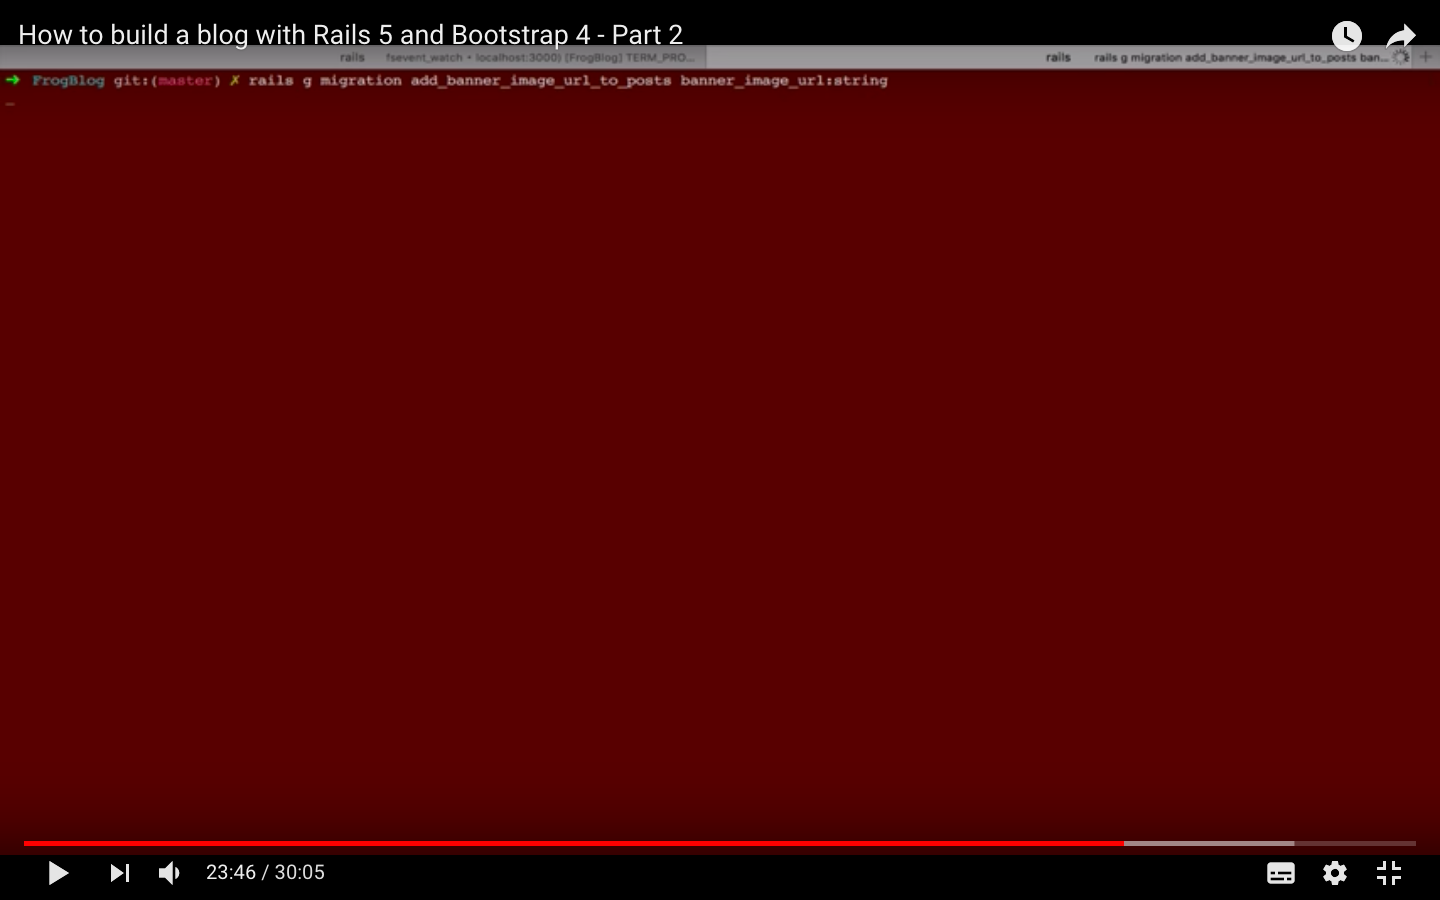 How to build a blog with Rails 5 and Bootstrap 4 - Part 2
rails fsevent_watch • localhost:3000) [FrogBlog] TERM_PRO... rails rails g migration add_banner_image_url_to_posts ban...
➜ FrogBlog git:(master) ✗ rails g migration add_banner_image_url_to_posts banner_image_url:string
23:46 / 30:05